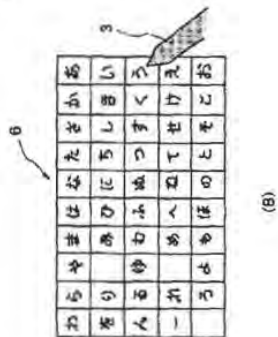 6
3
わ ら や ま は な た さ か あ
を り み ひ に ち し き い
ん る ゆ む ふ ぬ つ す く う
ー れ め へ ね て せ け え
ろ よ も ほ の と そ こ お
(B)